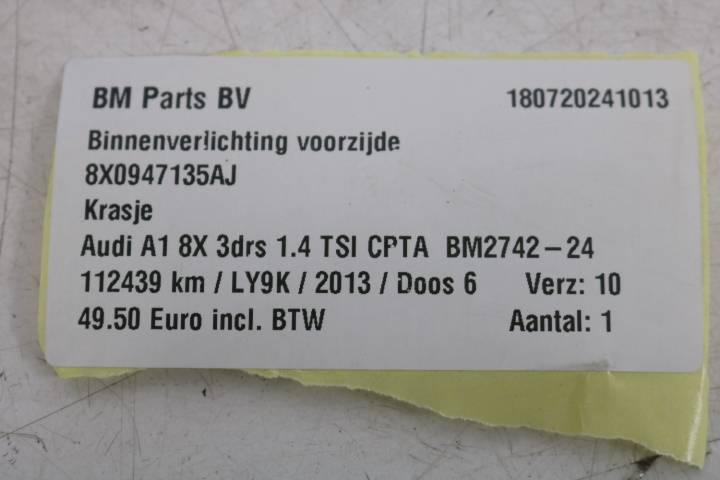 BM Parts BV 180720241013
Binnenverlichting voorzijde
8X0947135AJ
Krasje
Audi A1 8X 3drs 1.4 TSI CPTA BM2742-24
112439 km / LY9K / 2013 / Doos 6 Verz: 10
49.50 Euro incl. BTW Aantal: 1